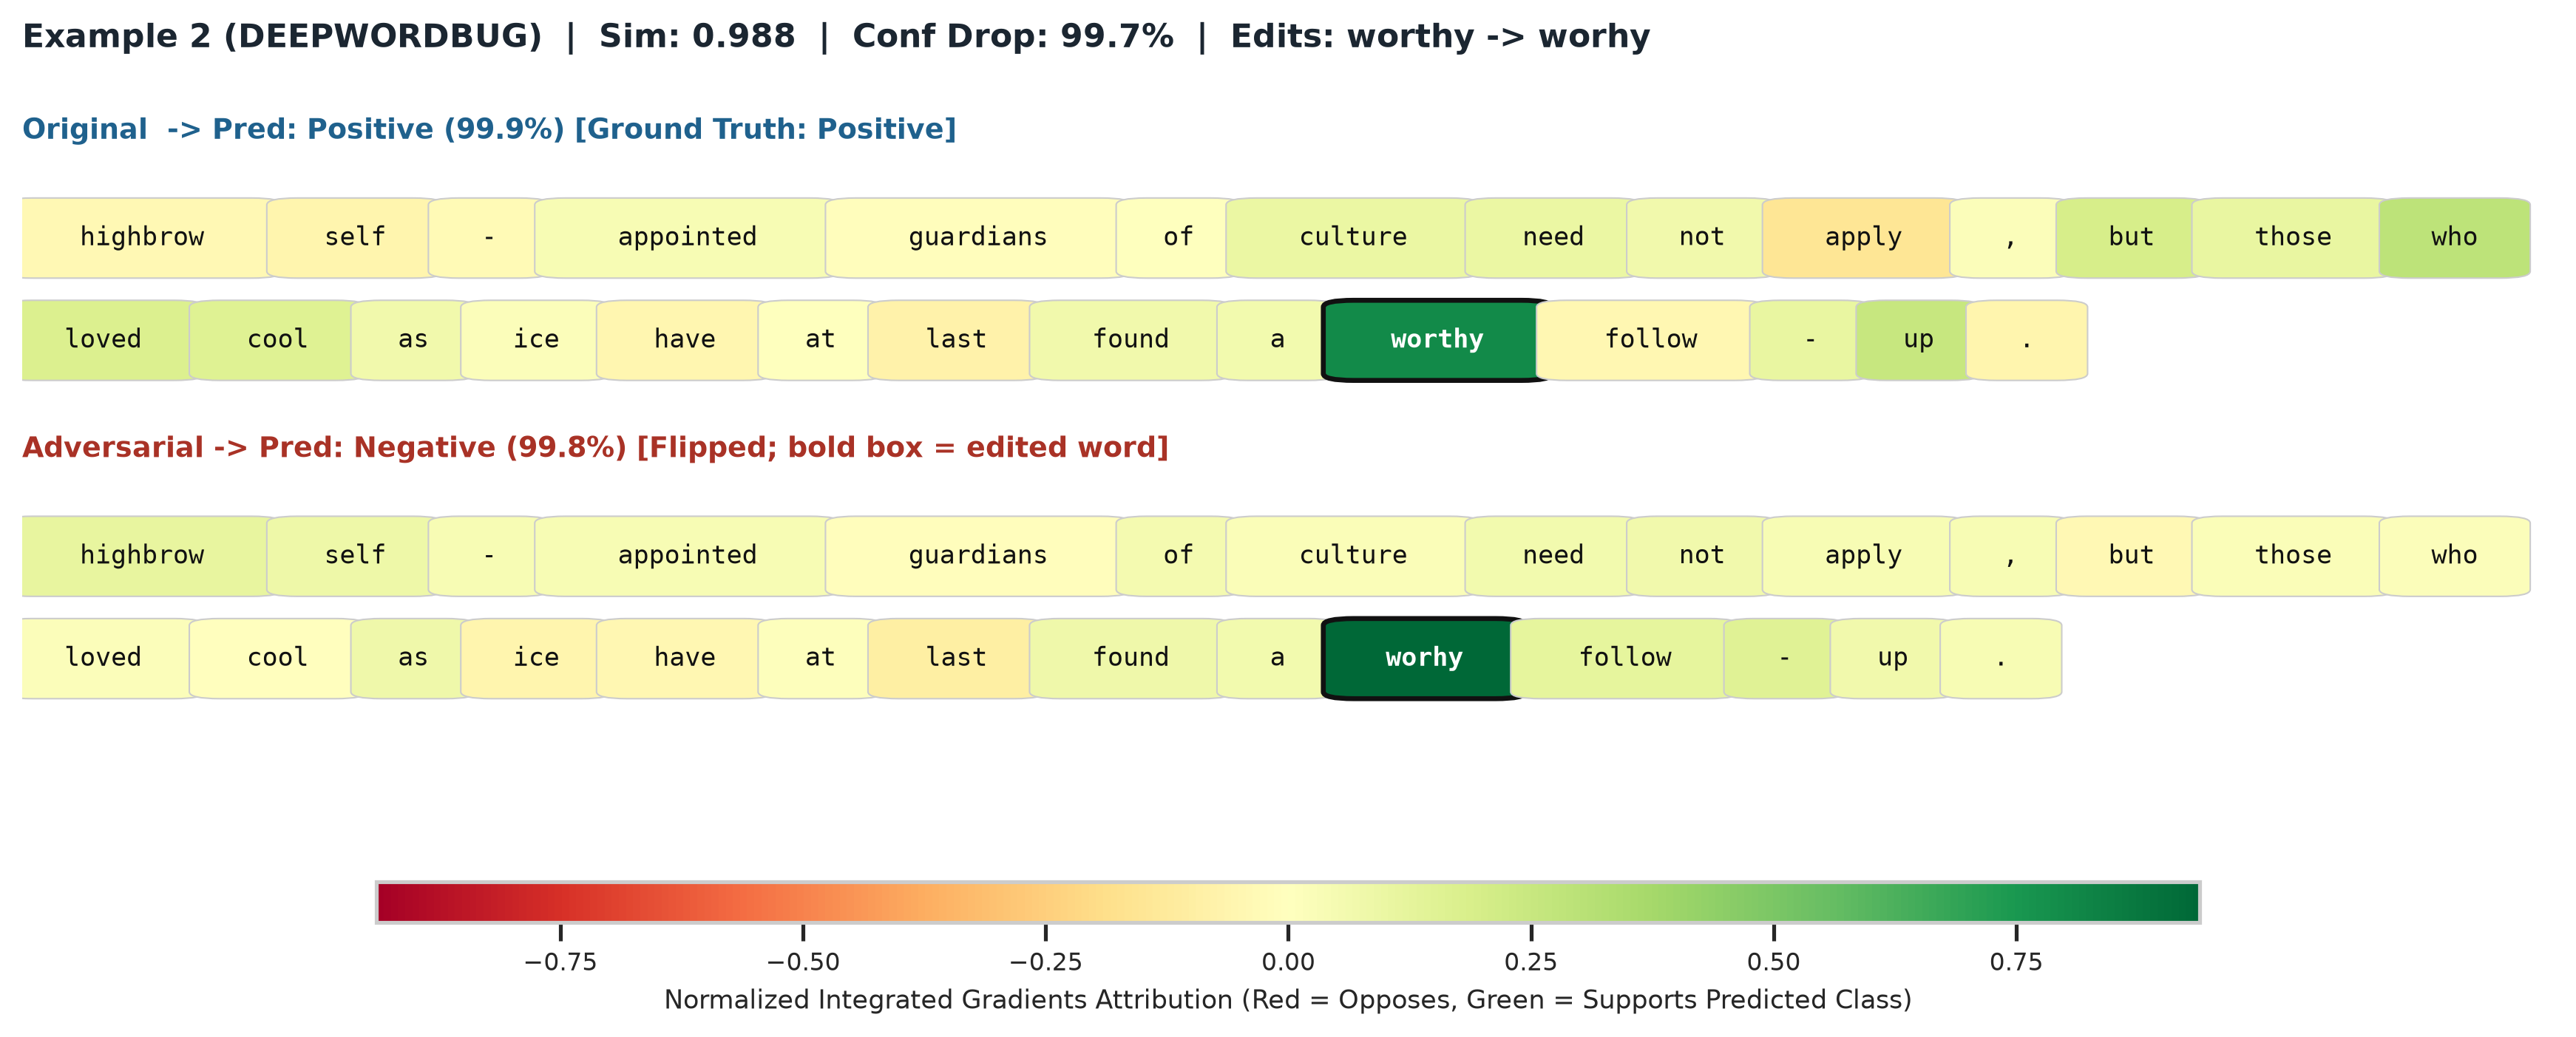 Example 2 (DEEPWORDBUG) | Sim: 0.988 | Conf Drop: 99.7% | Edits: worthy -> worhy
Original -> Pred: Positive (99.9%) [Ground Truth: Positive]
highbrow self - appointed guardians of culture need not apply , but those who
loved cool as ice have at last found a worthy follow - up .
Adversarial -> Pred: Negative (99.8%) [Flipped; bold box = edited word]
highbrow self - appointed guardians of culture need not apply , but those who
loved cool as ice have at last found a worhy follow - up .
−0.75 −0.50 −0.25 0.00 0.25 0.50 0.75
Normalized Integrated Gradients Attribution (Red = Opposes, Green = Supports Predicted Class)